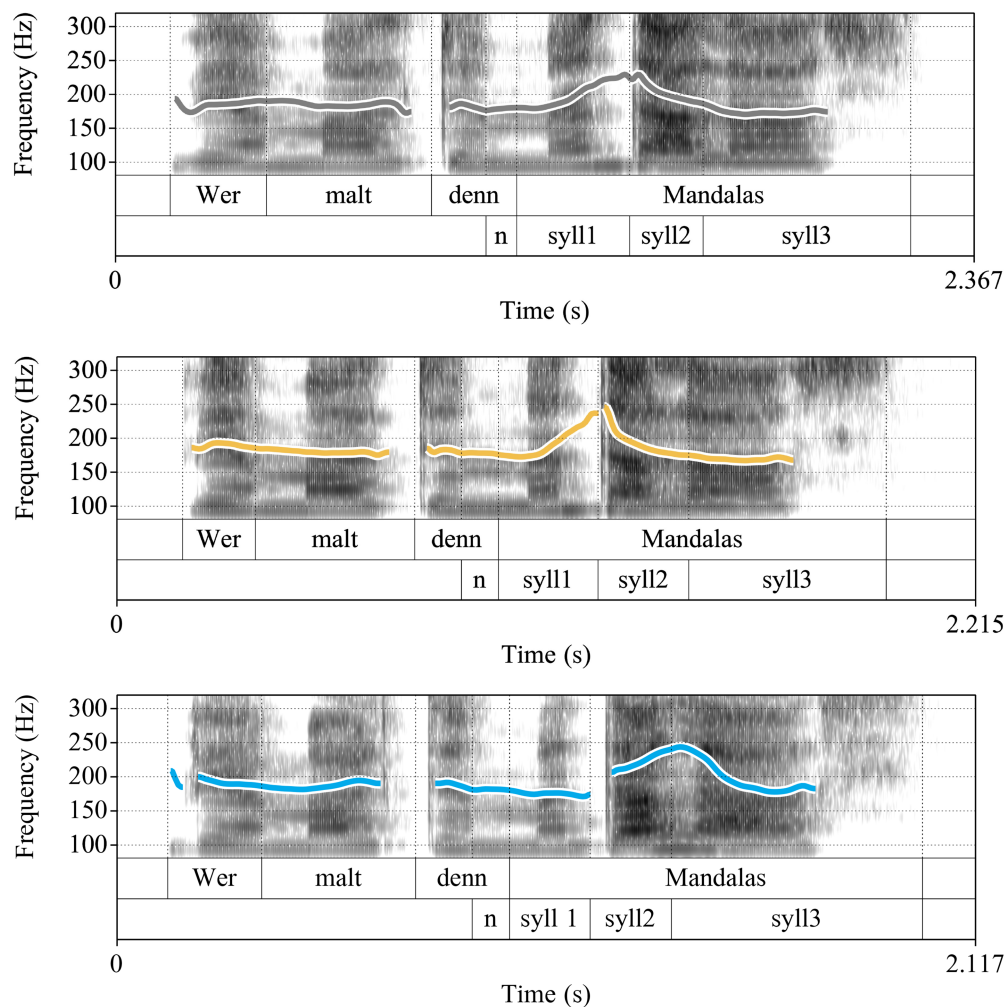 Frequency (Hz)
300
250
200
150
100
Wer malt denn Mandalas
n syll1 syll2 syll3
0 2.367
Time (s)
Frequency (Hz)
300
250
200
150
100
Wer malt denn Mandalas
n syll1 syll2 syll3
0 2.215
Time (s)
Frequency (Hz)
300
250
200
150
100
Wer malt denn Mandalas
n syll 1 syll2 syll3
0 2.117
Time (s)